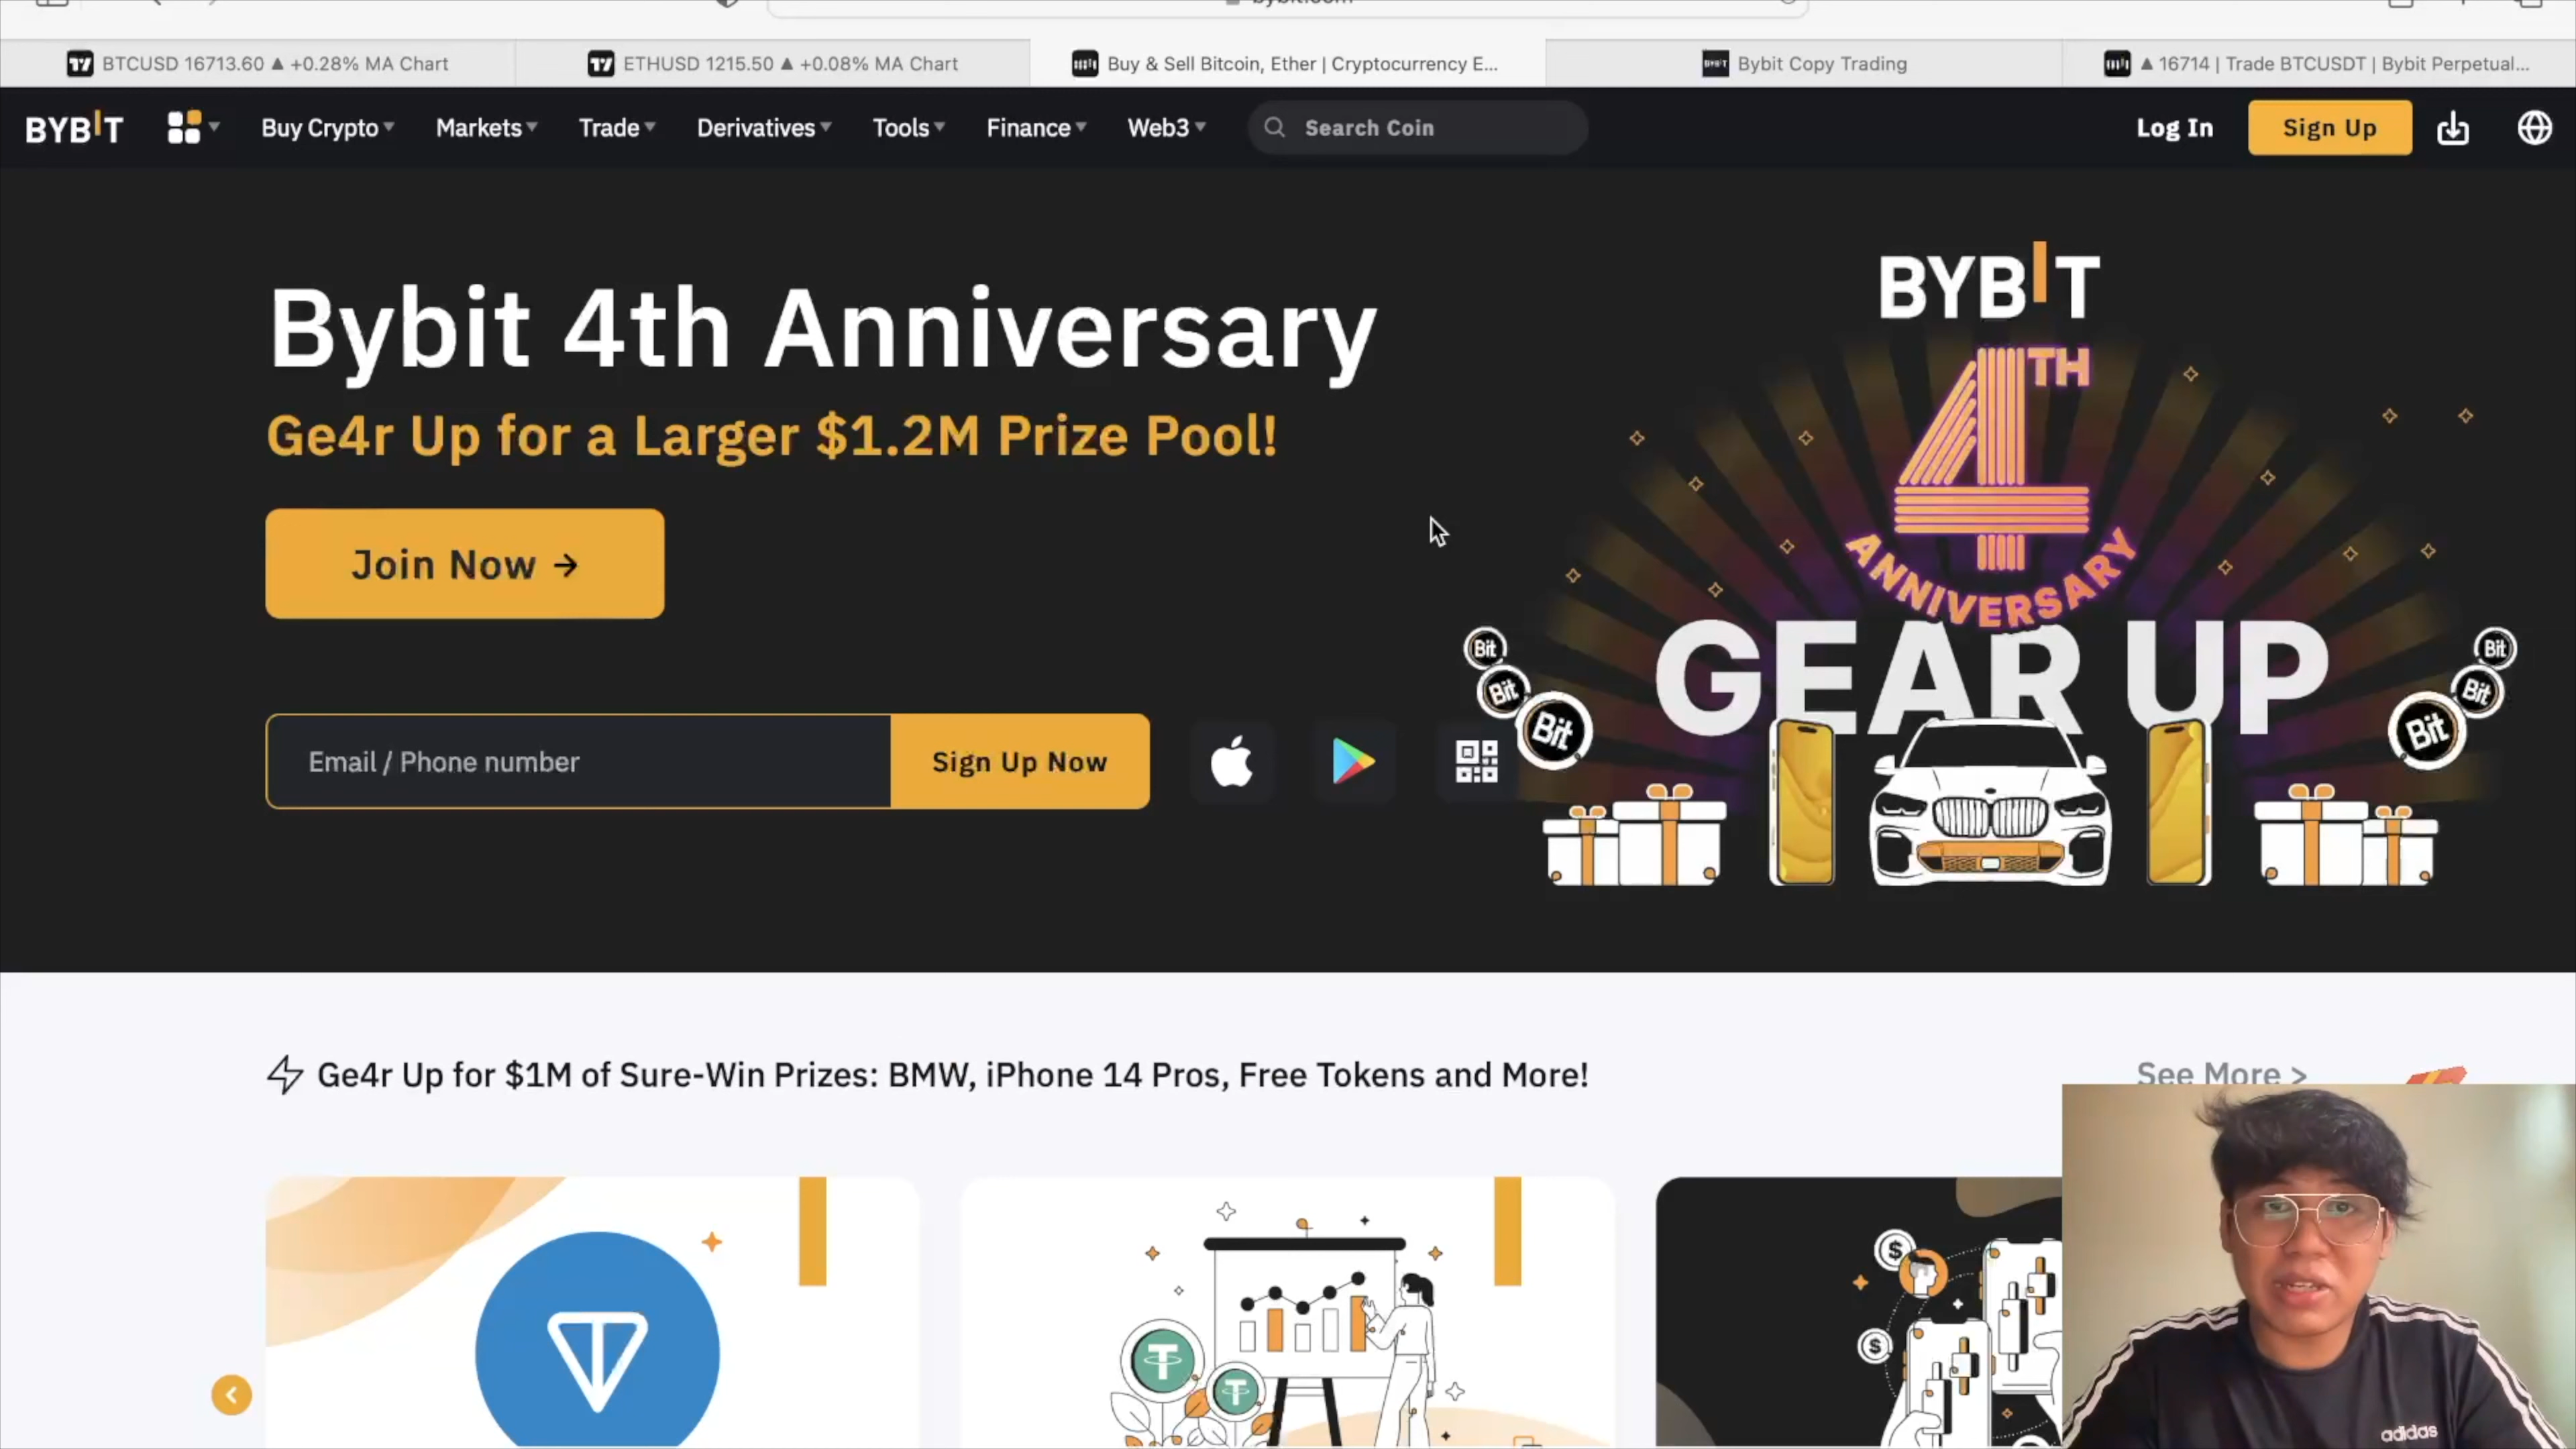 BTCUSD 16713.60 ▲ +0.28% MA Chart
ETHUSD 1215.50 ▲ +0.08% MA Chart
Buy & Sell Bitcoin, Ether | Cryptocurrency E...
BYBIT
Bybit Copy Trading
▲ 16714 | Trade BTCUSDT | Bybit Perpetual...
BYBIT
Buy Crypto
Markets
Trade
Derivatives
Tools
Finance
Web3
Search Coin
Log In
Sign Up
Bybit 4th Anniversary
Ge4r Up for a Larger $1.2M Prize Pool!
Join Now →
Email / Phone number
Sign Up Now
BYBIT
4TH
ANNIVERSARY
GEAR UP
Bit
Bit
Bit
Bit
Bit
Bit
Ge4r Up for $1M of Sure-Win Prizes: BMW, iPhone 14 Pros, Free Tokens and More!
See More >
adidas